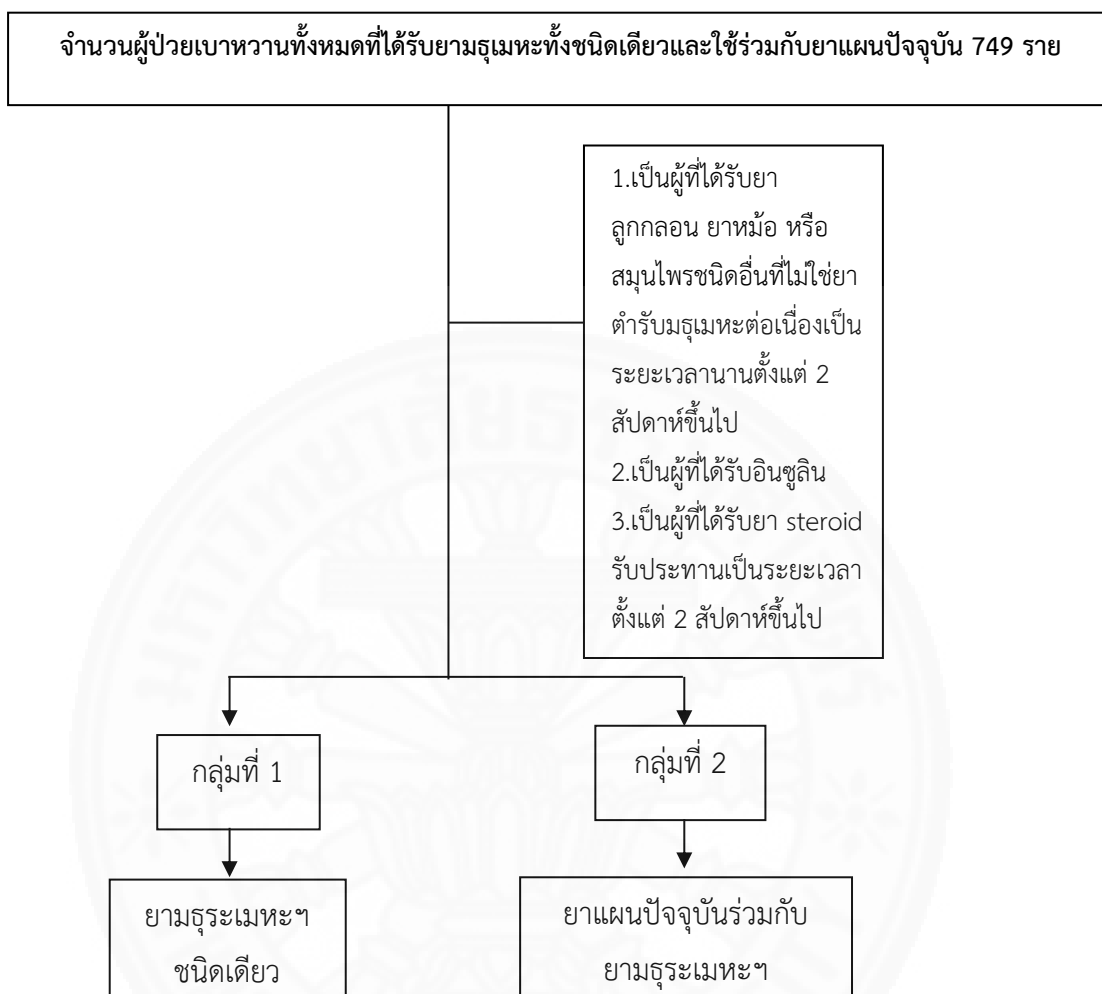 จำนวนผู้ป่วยเบาหวานทั้งหมดที่ได้รับยามธุเมหะทั้งชนิดเดียวและใช้ร่วมกับยาแผนปัจจุบัน 749 ราย
1.เป็นผู้ที่ได้รับยา
ลูกกลอน ยาหม้อ หรือ
สมุนไพรชนิดอื่นที่ไม่ใช่ยา
ตำรับมธุเมหะต่อเนื่องเป็น
ระยะเวลานานตั้งแต่ 2
สัปดาห์ขึ้นไป
2.เป็นผู้ที่ได้รับอินซูลิน
3.เป็นผู้ที่ได้รับยา steroid
รับประทานเป็นระยะเวลา
ตั้งแต่ 2 สัปดาห์ขึ้นไป
กลุ่มที่ 1
กลุ่มที่ 2
ยามธุระเมหะฯ
ชนิดเดียว
ยาแผนปัจจุบันร่วมกับ
ยามธุระเมหะฯ